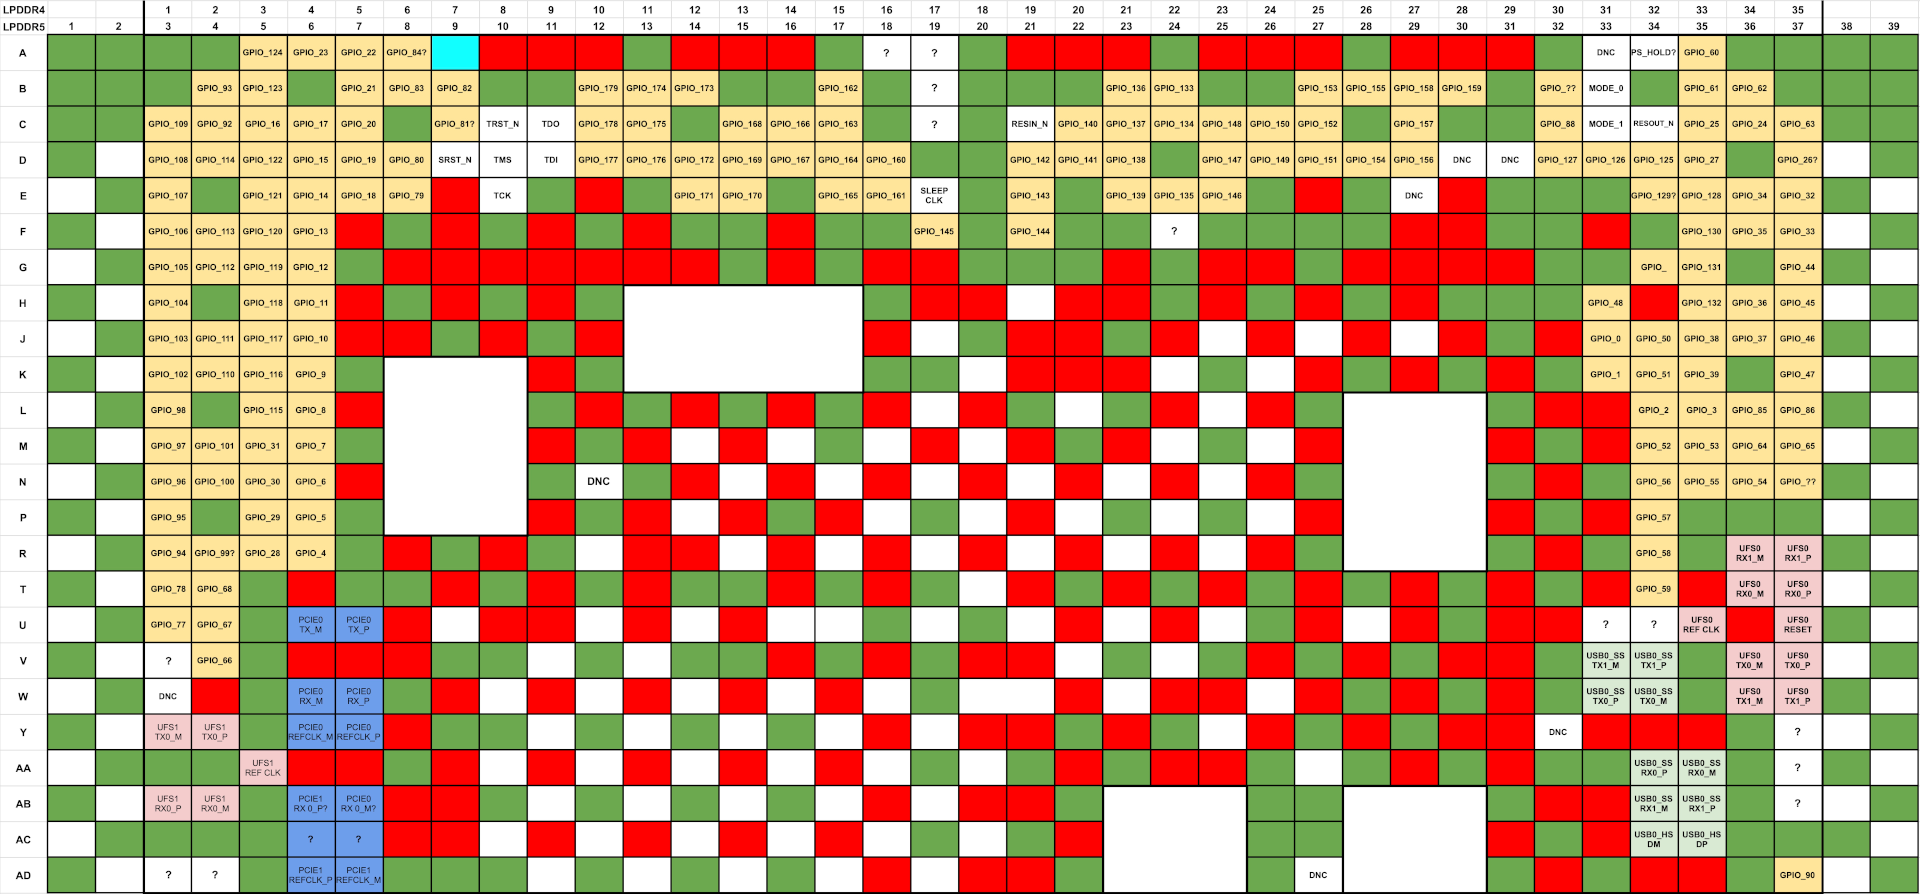 LPDDR4 1 2 3 4 5 6 7 8 9 10 11 12 13 14 15 16 17 18 19 20 21 22 23 24 25 26 27 28 29 30 31 32 33 34 35
LPDDR5 1 2 3 4 5 6 7 8 9 10 11 12 13 14 15 16 17 18 19 20 21 22 23 24 25 26 27 28 29 30 31 32 33 34 35 36 37 38 39
A GPIO_124 GPIO_23 GPIO_22 GPIO_84? ? ? DNC PS_HOLD? GPIO_60
B GPIO_93 GPIO_123 GPIO_21 GPIO_83 GPIO_82 GPIO_179 GPIO_174 GPIO_173 GPIO_162 ? GPIO_136 GPIO_133 GPIO_153 GPIO_155 GPIO_158 GPIO_159 GPIO_?? MODE_0 GPIO_61 GPIO_62
C GPIO_109 GPIO_92 GPIO_16 GPIO_17 GPIO_20 GPIO_81? TRST_N TDO GPIO_178 GPIO_175 GPIO_168 GPIO_166 GPIO_163 ? RESIN_N GPIO_140 GPIO_137 GPIO_134 GPIO_148 GPIO_150 GPIO_152 GPIO_157 GPIO_88 MODE_1 RESOUT_N GPIO_25 GPIO_24 GPIO_63
D GPIO_108 GPIO_114 GPIO_122 GPIO_15 GPIO_19 GPIO_80 SRST_N TMS TDI GPIO_177 GPIO_176 GPIO_172 GPIO_169 GPIO_167 GPIO_164 GPIO_160 GPIO_142 GPIO_141 GPIO_138 GPIO_147 GPIO_149 GPIO_151 GPIO_154 GPIO_156 DNC DNC GPIO_127 GPIO_126 GPIO_125 GPIO_27 GPIO_26?
E GPIO_107 GPIO_121 GPIO_14 GPIO_18 GPIO_79 TCK GPIO_171 GPIO_170 GPIO_165 GPIO_161 SLEEP CLK GPIO_143 GPIO_139 GPIO_135 GPIO_146 DNC GPIO_129? GPIO_128 GPIO_34 GPIO_32
F GPIO_106 GPIO_113 GPIO_120 GPIO_13 GPIO_145 GPIO_144 ? GPIO_130 GPIO_35 GPIO_33
G GPIO_105 GPIO_112 GPIO_119 GPIO_12 GPIO_ GPIO_131 GPIO_44
H GPIO_104 GPIO_118 GPIO_11 GPIO_48 GPIO_132 GPIO_36 GPIO_45
J GPIO_103 GPIO_111 GPIO_117 GPIO_10 GPIO_0 GPIO_50 GPIO_38 GPIO_37 GPIO_46
K GPIO_102 GPIO_110 GPIO_116 GPIO_9 GPIO_1 GPIO_51 GPIO_39 GPIO_47
L GPIO_98 GPIO_115 GPIO_8 GPIO_2 GPIO_3 GPIO_85 GPIO_86
M GPIO_97 GPIO_101 GPIO_31 GPIO_7 GPIO_52 GPIO_53 GPIO_64 GPIO_65
N GPIO_96 GPIO_100 GPIO_30 GPIO_6 DNC GPIO_56 GPIO_55 GPIO_54 GPIO_??
P GPIO_95 GPIO_29 GPIO_5 GPIO_57
R GPIO_94 GPIO_99? GPIO_28 GPIO_4 GPIO_58 UFS0 RX1_M UFS0 RX1_P
T GPIO_78 GPIO_68 GPIO_59 UFS0 RX0_M UFS0 RX0_P
U GPIO_77 GPIO_67 PCIE0 TX_M PCIE0 TX_P ? ? UFS0 REF CLK UFS0 RESET
V ? GPIO_66 USB0_SS TX1_M USB0_SS TX1_P UFS0 TX0_M UFS0 TX0_P
W DNC PCIE0 RX_M PCIE0 RX_P USB0_SS TX0_P USB0_SS TX0_M UFS0 TX1_M UFS0 TX1_P
Y UFS1 TX0_M UFS1 TX0_P PCIE0 REFCLK_M PCIE0 REFCLK_P DNC ?
AA UFS1 REF CLK USB0_SS RX0_P USB0_SS RX0_M ?
AB UFS1 RX0_P UFS1 RX0_M PCIE1 RX 0_P? PCIE0 RX 0_M? USB0_SS RX1_M USB0_SS RX1_P ?
AC ? ? USB0_HS DM USB0_HS DP
AD ? ? PCIE1 REFCLK_P PCIE1 REFCLK_M DNC GPIO_90